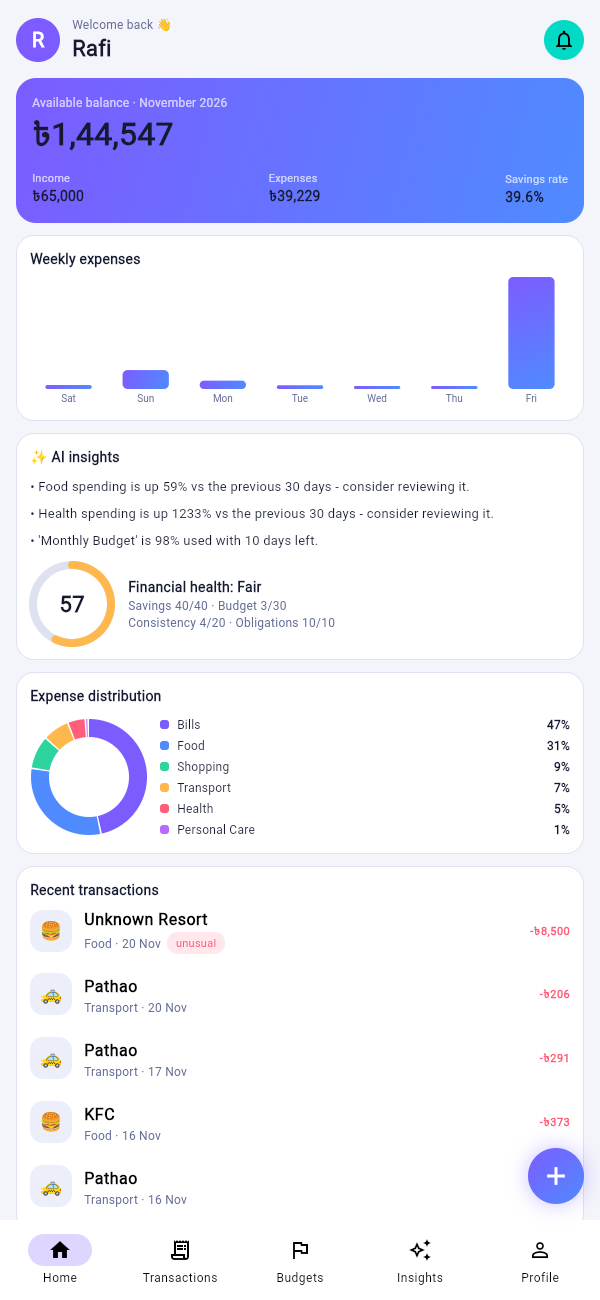 R
Welcome back 👋
Rafi
Available balance · November 2026
৳1,44,547
Income
৳65,000
Expenses
৳39,229
Savings rate
39.6%
Weekly expenses
Sat Sun Mon Tue Wed Thu Fri
✨ AI insights
• Food spending is up 59% vs the previous 30 days - consider reviewing it.
• Health spending is up 1233% vs the previous 30 days - consider reviewing it.
• 'Monthly Budget' is 98% used with 10 days left.
57
Financial health: Fair
Savings 40/40 · Budget 3/30
Consistency 4/20 · Obligations 10/10
Expense distribution
Bills 47%
Food 31%
Shopping 9%
Transport 7%
Health 5%
Personal Care 1%
Recent transactions
Unknown Resort
Food · 20 Nov unusual
-৳8,500
Pathao
Transport · 20 Nov
-৳206
Pathao
Transport · 17 Nov
-৳291
KFC
Food · 16 Nov
-৳373
Pathao
Transport · 16 Nov
Home Transactions Budgets Insights Profile